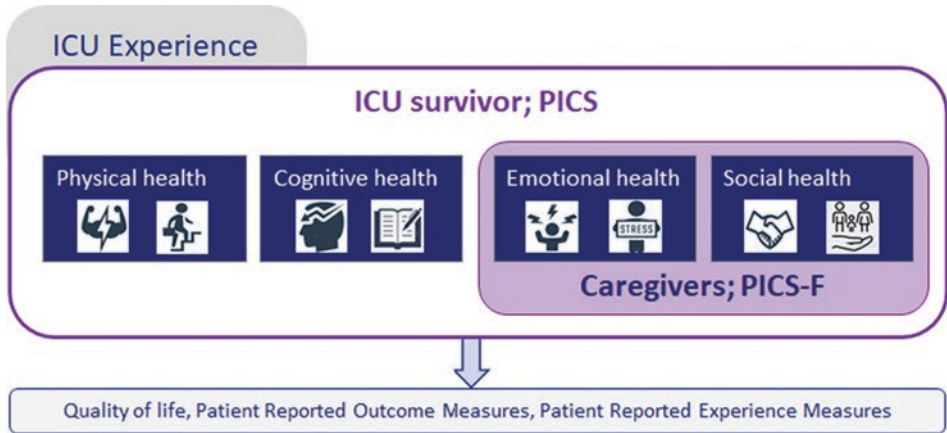 ICU Experience
ICU survivor; PICS
Physical health
Cognitive health
Emotional health
Social health
STRESS
Caregivers; PICS-F
Quality of life, Patient Reported Outcome Measures, Patient Reported Experience Measures